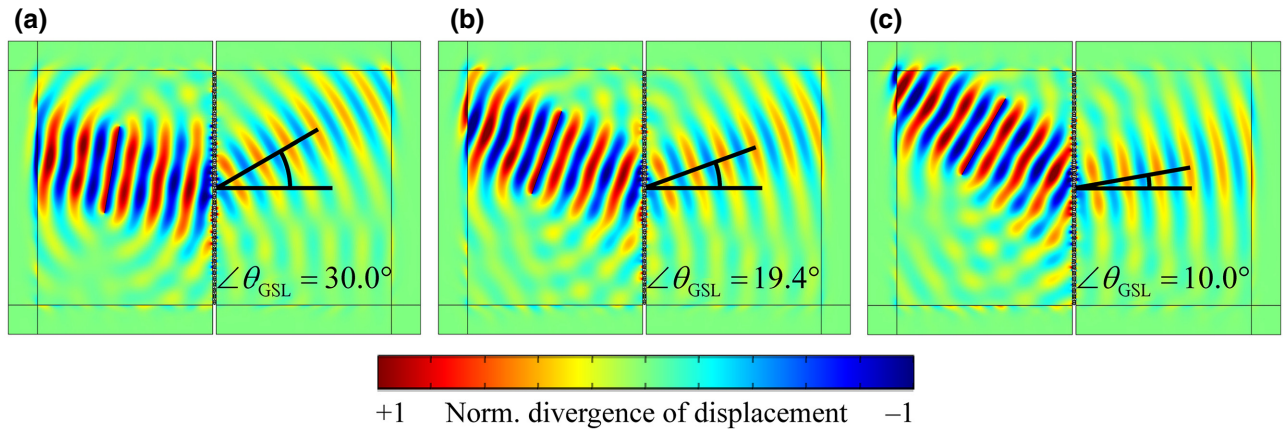 (a)
(b)
(c)
∠θGSL = 30.0°
∠θGSL = 19.4°
∠θGSL = 10.0°
+1 Norm. divergence of displacement –1